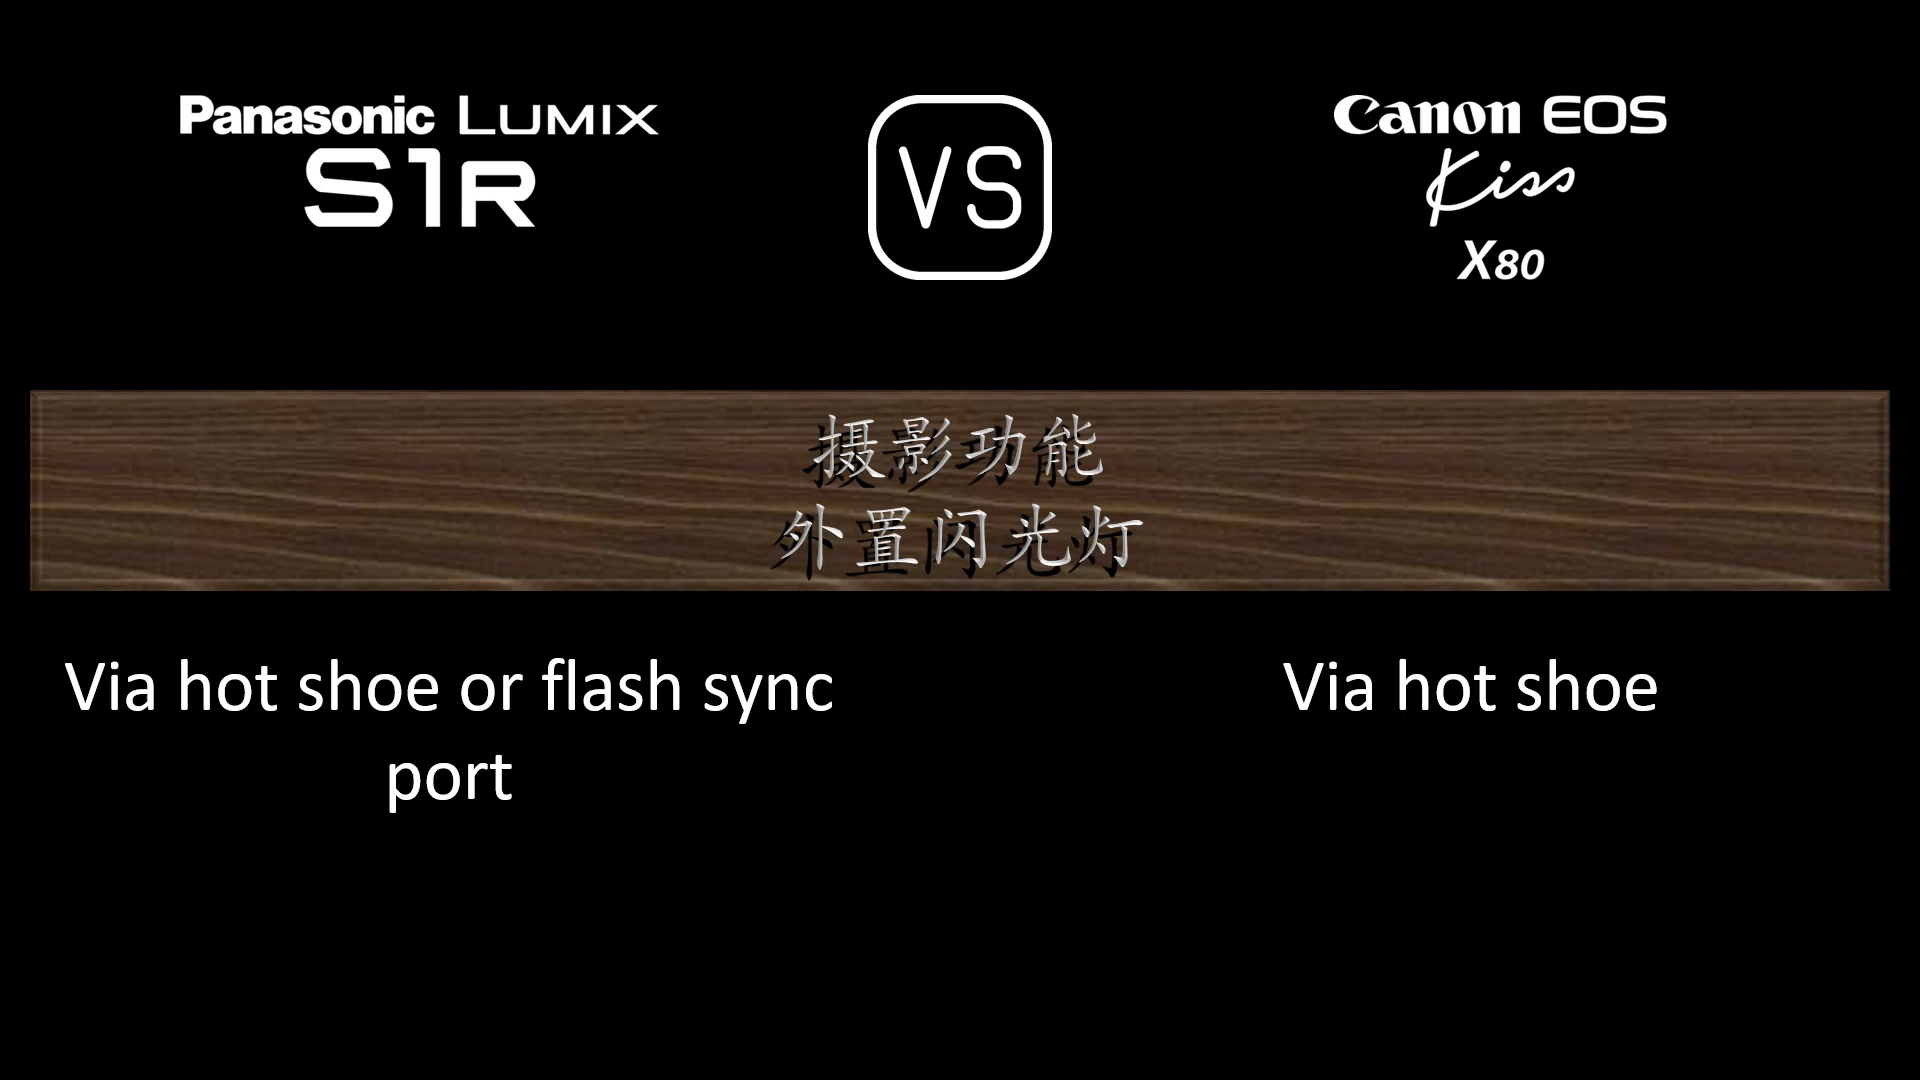 Panasonic LUMIX
S1R
VS
Canon EOS
Kiss
X80
摄影功能
外置闪光灯
Via hot shoe or flash sync
port
Via hot shoe